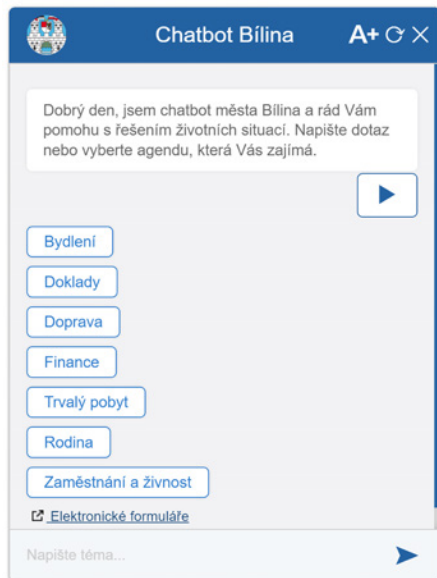 Chatbot Bílina
A+
Dobrý den, jsem chatbot města Bílina a rád Vám
pomohu s řešením životních situací. Napište dotaz
nebo vyberte agendu, která Vás zajímá.
Bydlení
Doklady
Doprava
Finance
Trvalý pobyt
Rodina
Zaměstnání a živnost
Elektronické formuláře
Napište téma...